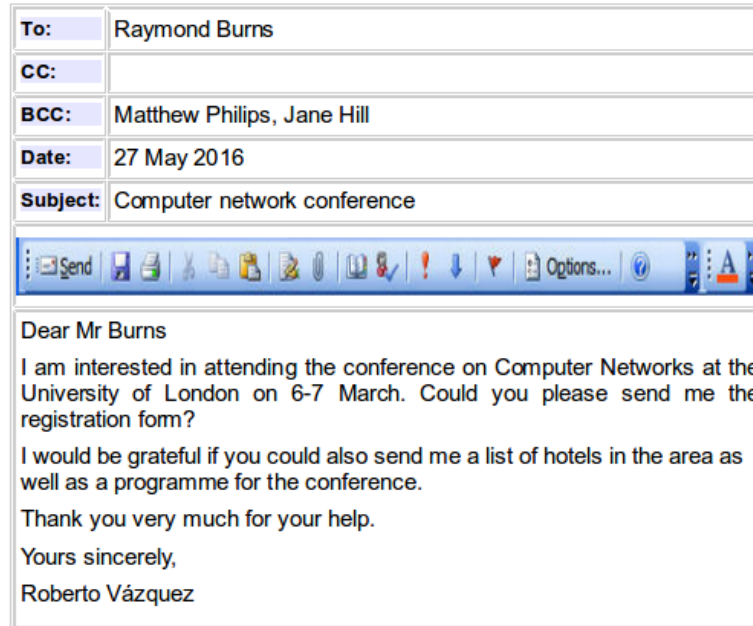 To: Raymond Burns
CC:
BCC: Matthew Philips, Jane Hill
Date: 27 May 2016
Subject: Computer network conference
Send Options... A
Dear Mr Burns
I am interested in attending the conference on Computer Networks at the
University of London on 6-7 March. Could you please send me the
registration form?
I would be grateful if you could also send me a list of hotels in the area as
well as a programme for the conference.
Thank you very much for your help.
Yours sincerely,
Roberto Vázquez